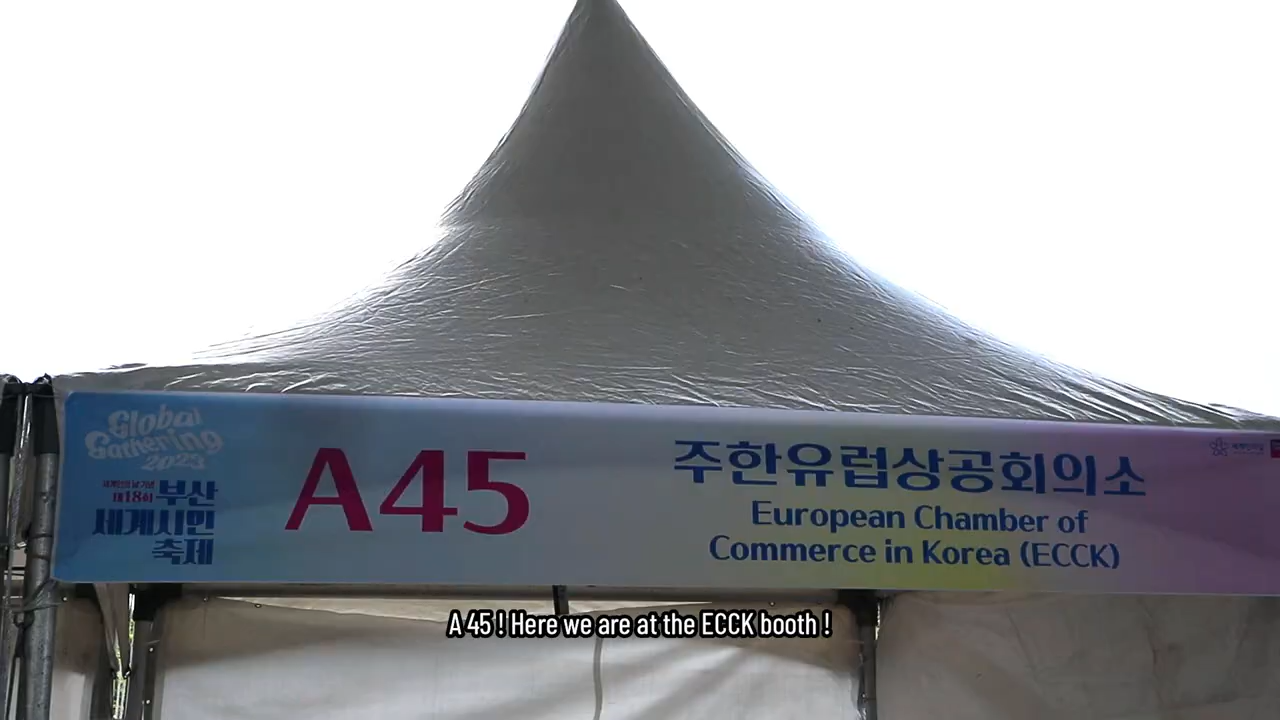 Global
Gathering
2023
세계인의 날 기념
제18회 부산
세계시민
축제
A45
주한유럽상공회의소
European Chamber of
Commerce in Korea (ECCK)
A 45 ! Here we are at the ECCK booth !